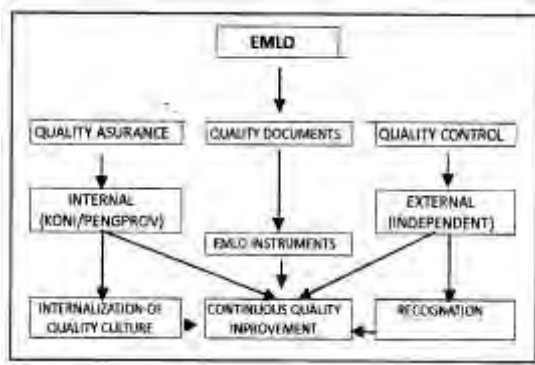 EMLO
QUALITY ASURANCE
QUALITY DOCUMENTS
QUALITY CONTROL
INTERNAL
(KONI/PENGPROV)
EXTERNAL
(INDEPENDENT)
EMLO INSTRUMENTS
INTERNALIZATION OF
QUALITY CULTURE
CONTINUOUS QUALITY
INPROVEMENT
RECOGNATION